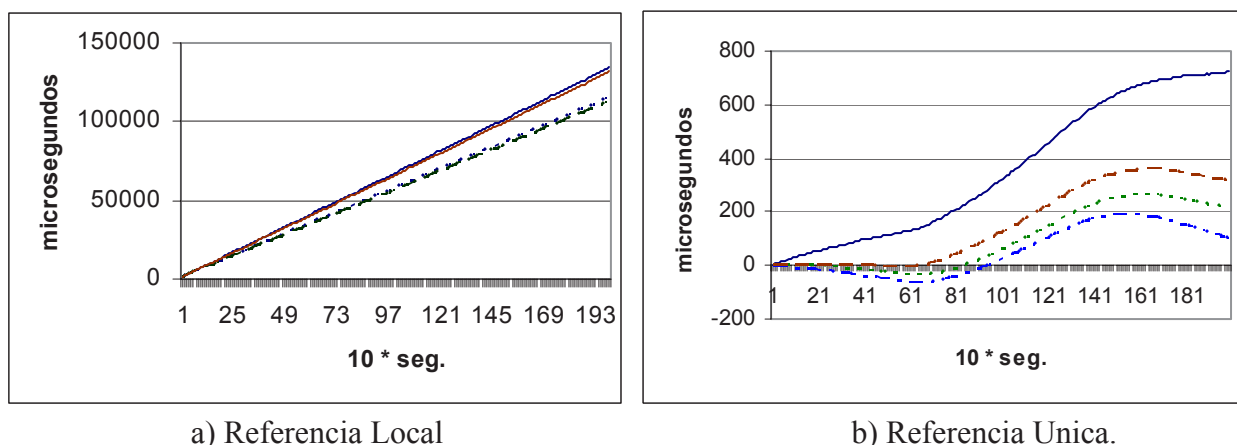 150000
100000
50000
0
microsegundos
1 25 49 73 97 121 145 169 193
10 * seg.
a) Referencia Local
800
600
400
200
0
-200
microsegundos
1 21 41 61 81 101 121 141 161 181
10 * seg.
b) Referencia Unica.